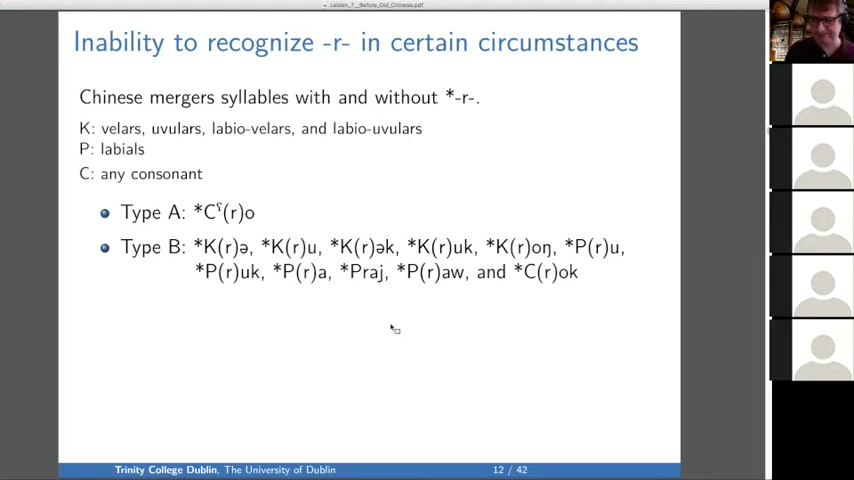 Leiden_7__Before_Old_Chinese.pdf
Inability to recognize -r- in certain circumstances
Chinese mergers syllables with and without *-r-.
K: velars, uvulars, labio-velars, and labio-uvulars
P: labials
C: any consonant
Type A: *Cˤ(r)o
Type B: *K(r)ə, *K(r)u, *K(r)ək, *K(r)uk, *K(r)oŋ, *P(r)u,
*P(r)uk, *P(r)a, *Praj, *P(r)aw, and *C(r)ok
Trinity College Dublin, The University of Dublin 12 / 42